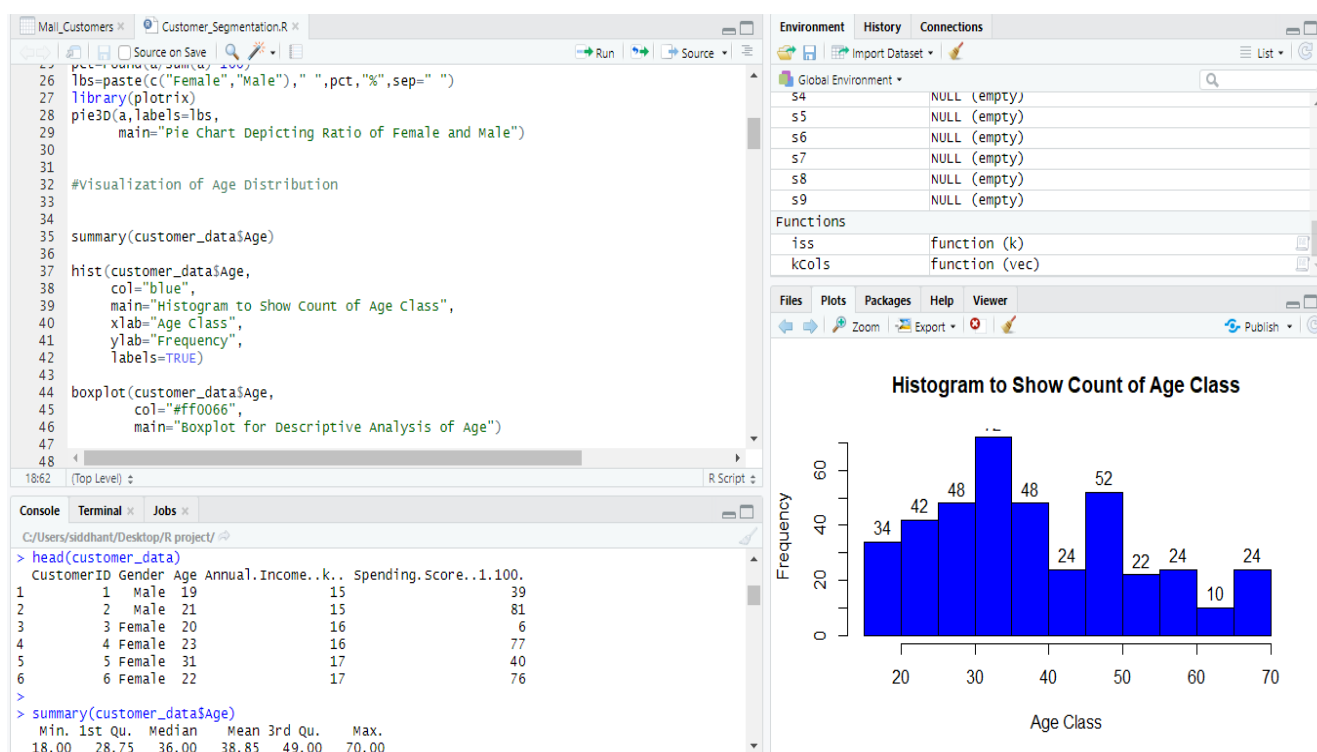 Mall_Customers
Customer_Segmentation.R
Source on Save
Run
Source
26 lbs=paste(c("Female","Male")," ",pct,"%",sep=" ")
27 library(plotrix)
28 pie3D(a,labels=lbs,
29 main="Pie Chart Depicting Ratio of Female and Male")
30
31
32 #Visualization of Age Distribution
33
34
35 summary(customer_data$Age)
36
37 hist(customer_data$Age,
38 col="blue",
39 main="Histogram to Show Count of Age Class",
40 xlab="Age Class",
41 ylab="Frequency",
42 labels=TRUE)
43
44 boxplot(customer_data$Age,
45 col="#ff0066",
46 main="Boxplot for Descriptive Analysis of Age")
47
48
18:62 (Top Level) R Script
Console Terminal Jobs
C:/Users/siddhant/Desktop/R project/
> head(customer_data)
CustomerID Gender Age Annual.Income..k.. Spending.Score..1.100.
1 1 Male 19 15 39
2 2 Male 21 15 81
3 3 Female 20 16 6
4 4 Female 23 16 77
5 5 Female 31 17 40
6 6 Female 22 17 76
>
> summary(customer_data$Age)
Min. 1st Qu. Median Mean 3rd Qu. Max.
18.00 28.75 36.00 38.85 49.00 70.00
Environment History Connections
Import Dataset List
Global Environment
s4 NULL (empty)
s5 NULL (empty)
s6 NULL (empty)
s7 NULL (empty)
s8 NULL (empty)
s9 NULL (empty)
Functions
iss function (k)
kCols function (vec)
Files Plots Packages Help Viewer
Zoom Export Publish
Histogram to Show Count of Age Class
Frequency
0 20 40 60
34 42 48 48 24 52 22 24 10 24
20 30 40 50 60 70
Age Class